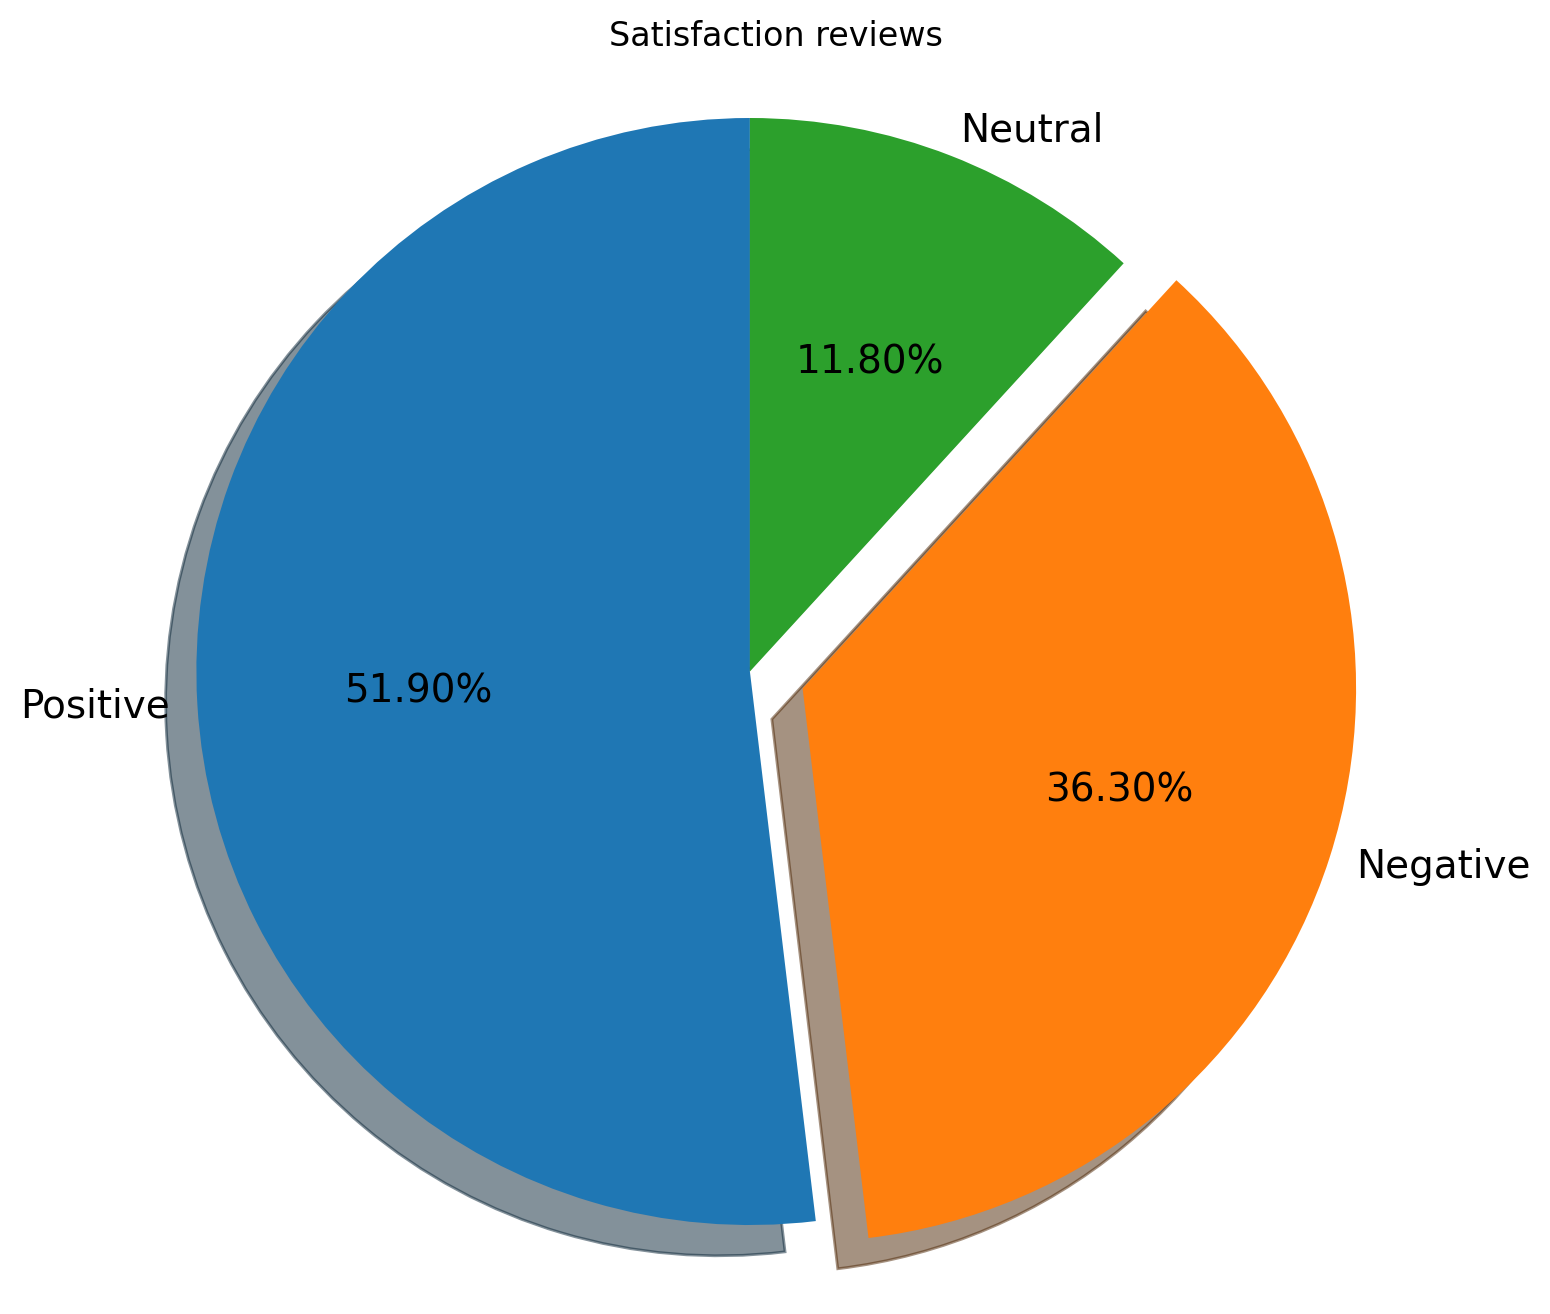 Satisfaction reviews
Neutral
11.80%
Positive
51.90%
36.30%
Negative